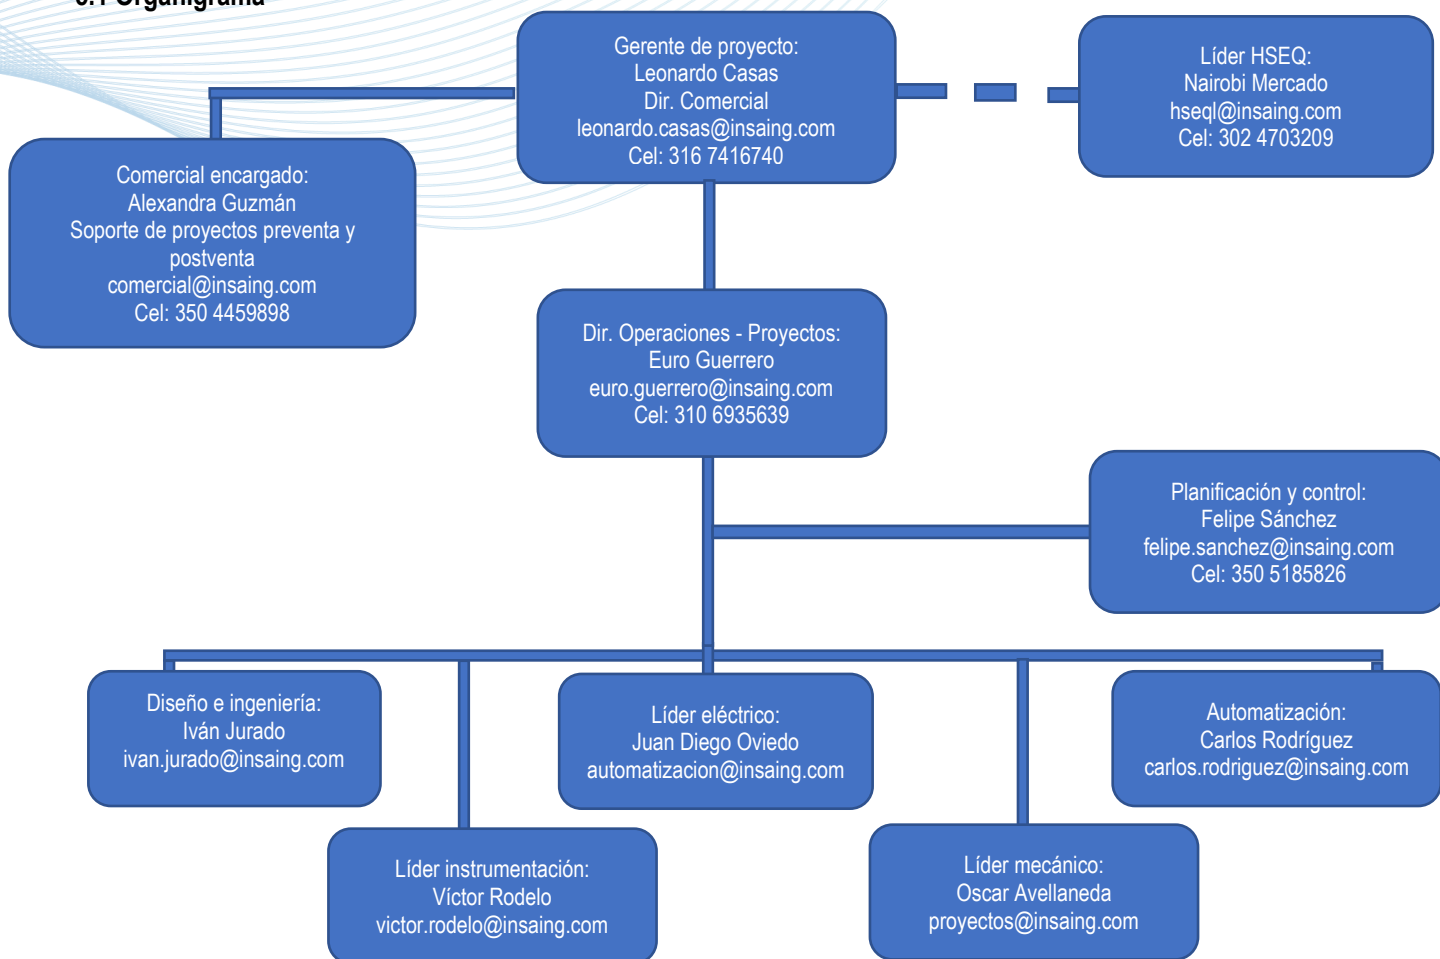 Organigrama
Gerente de proyecto:
Leonardo Casas
Dir. Comercial
leonardo.casas@insaing.com
Cel: 316 7416740
Líder HSEQ:
Nairobi Mercado
hseql@insaing.com
Cel: 302 4703209
Comercial encargado:
Alexandra Guzmán
Soporte de proyectos preventa y
postventa
comercial@insaing.com
Cel: 350 4459898
Dir. Operaciones - Proyectos:
Euro Guerrero
euro.guerrero@insaing.com
Cel: 310 6935639
Planificación y control:
Felipe Sánchez
felipe.sanchez@insaing.com
Cel: 350 5185826
Diseño e ingeniería:
Iván Jurado
ivan.jurado@insaing.com
Líder eléctrico:
Juan Diego Oviedo
automatizacion@insaing.com
Automatización:
Carlos Rodríguez
carlos.rodriguez@insaing.com
Líder instrumentación:
Víctor Rodelo
victor.rodelo@insaing.com
Líder mecánico:
Oscar Avellaneda
proyectos@insaing.com